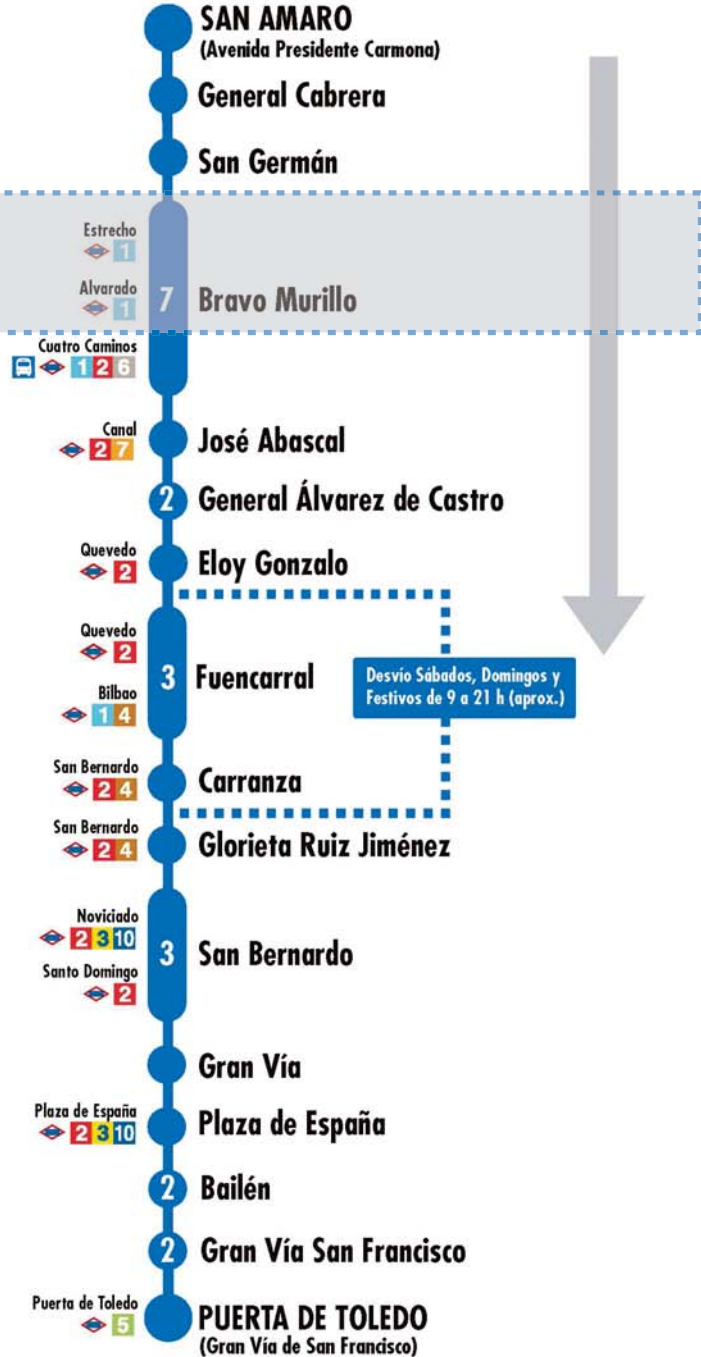 SAN AMARO
(Avenida Presidente Carmona)
General Cabrera
San Germán
Estrecho
1
Alvarado
1
7 Bravo Murillo
Cuatro Caminos
1 2 6
Canal
2 7
José Abascal
2 General Álvarez de Castro
Quevedo
2
Eloy Gonzalo
Quevedo
2
3 Fuencarral
Desvío Sábados, Domingos y
Festivos de 9 a 21 h (aprox.)
Bilbao
1 4
San Bernardo
2 4
Carranza
San Bernardo
2 4
Glorieta Ruiz Jiménez
Noviciado
2 3 10
3 San Bernardo
Santo Domingo
2
Gran Vía
Plaza de España
2 3 10
Plaza de España
2 Bailén
2 Gran Vía San Francisco
Puerta de Toledo
5
PUERTA DE TOLEDO
(Gran Vía de San Francisco)